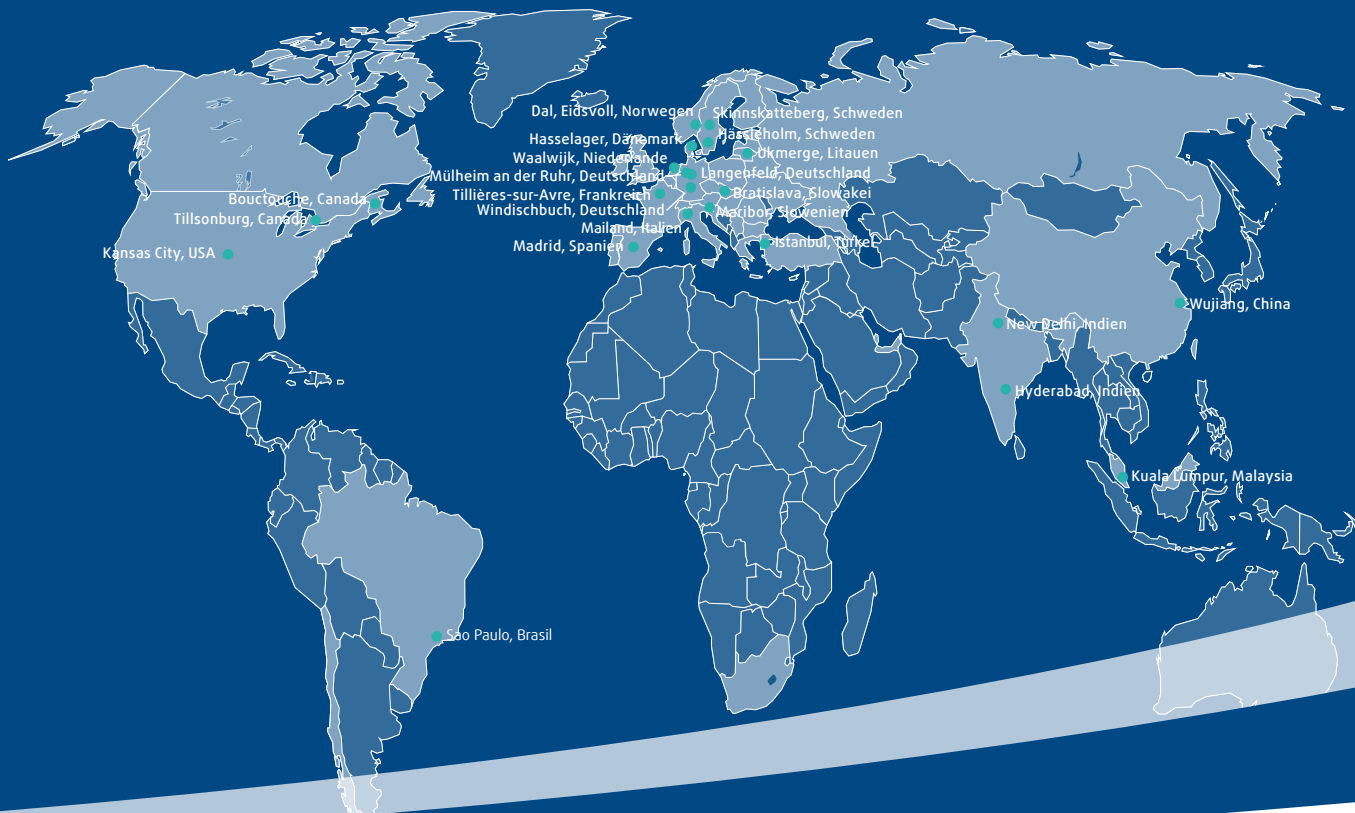 Dal, Eidsvoll, Norwegen
Skinnskatteberg, Schweden
Hasselager, Dänemark
Hässleholm, Schweden
Waalwijk, Niederlande
Ukmerge, Litauen
Mülheim an der Ruhr, Deutschland
Langenfeld, Deutschland
Tillières-sur-Avre, Frankreich
Bratislava, Slowakei
Windischbuch, Deutschland
Maribor, Slowenien
Mailand, Italien
Madrid, Spanien
Istanbul, Türkei
Bouctouche, Canada
Tillsonburg, Canada
Kansas City, USA
Wujiang, China
New Delhi, Indien
Hyderabad, Indien
Kuala Lumpur, Malaysia
São Paulo, Brasil